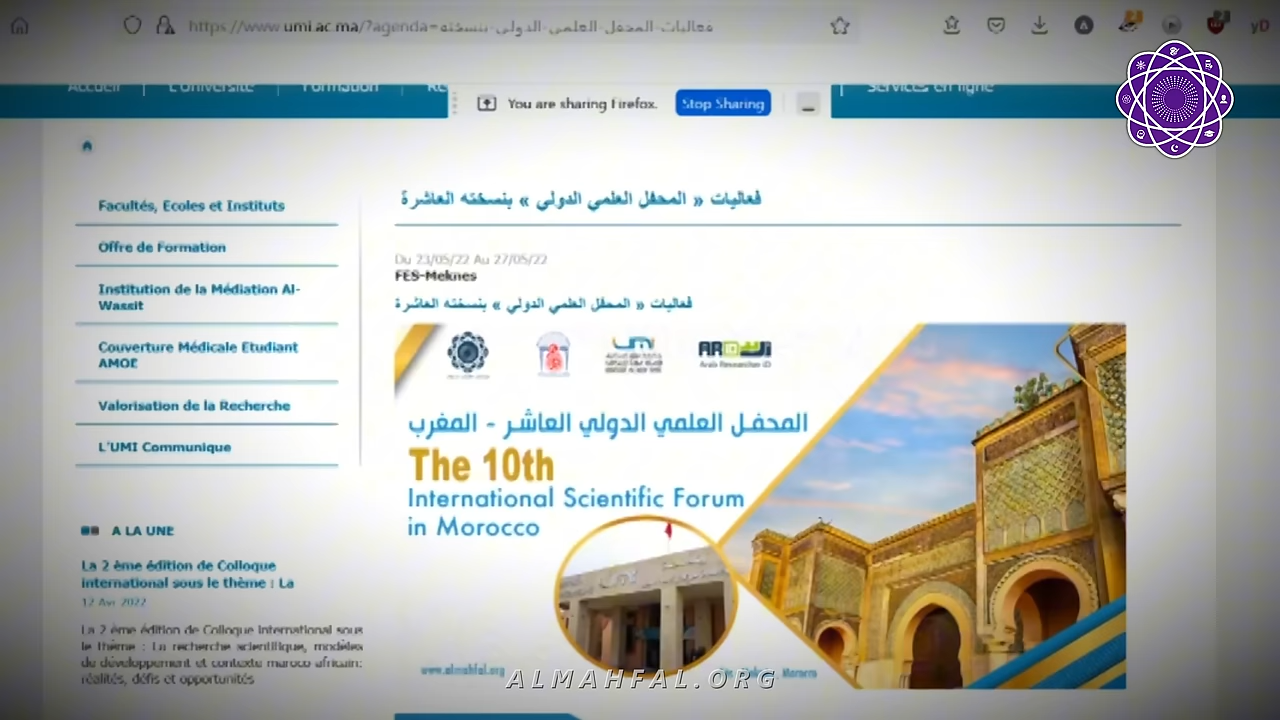 https://www.umi.ac.ma/?agenda=فعاليات-المحفل-العلمي-الدولي-بنسخته
Accueil
L'Université
Formation
Services en ligne
You are sharing Firefox.
Stop Sharing
Facultés, Ecoles et Instituts
Offre de Formation
Institution de la Médiation Al-
Wassit
Couverture Médicale Etudiant
AMOE
Valorisation de la Recherche
L'UMI Communique
A LA UNE
La 2 ème édition de Colloque
international sous le thème : La
12 Avr 2022
La 2 ème édition de Colloque International sous
le thème : La recherche scientifique, modèles
de développement et contexte maroco africain:
réalités, défis et opportunités
فعاليات « المحفل العلمي الدولي » بنسخته العاشرة
Du 23/05/22 Au 27/05/22
FES-Meknes
فعاليات « المحفل العلمي الدولي » بنسخته العاشرة
umi
ARID
Arab Researcher ID
المحفل العلمي الدولي العاشر - المغرب
The 10th
International Scientific Forum
in Morocco
www.almahfal.org
Morocco
ALMAHFAL.ORG